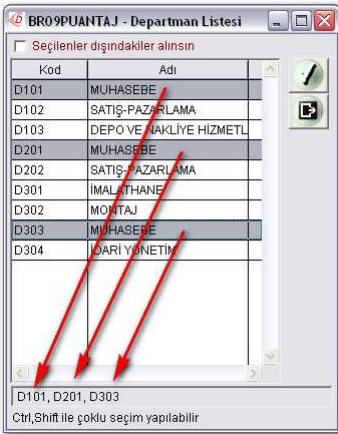 BRO9PUANTAJ - Departman Listesi
Seçilenler dışındakiler alınsın
Kod Adı
D101 MUHASEBE
D102 SATIŞ-PAZARLAMA
D103 DEPO VE NAKLİYE HİZMETL
D201 MUHASEBE
D202 SATIŞ-PAZARLAMA
D301 İMALATHANE
D302 MONTAJ
D303 MUHASEBE
D304 İDARİ YÖNETİM
D101, D201, D303
Ctrl,Shift ile çoklu seçim yapılabilir